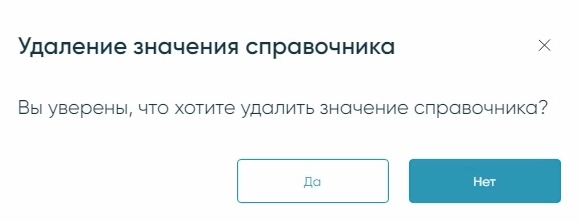 Удаление значения справочника
Вы уверены, что хотите удалить значение справочника?
Да
Нет